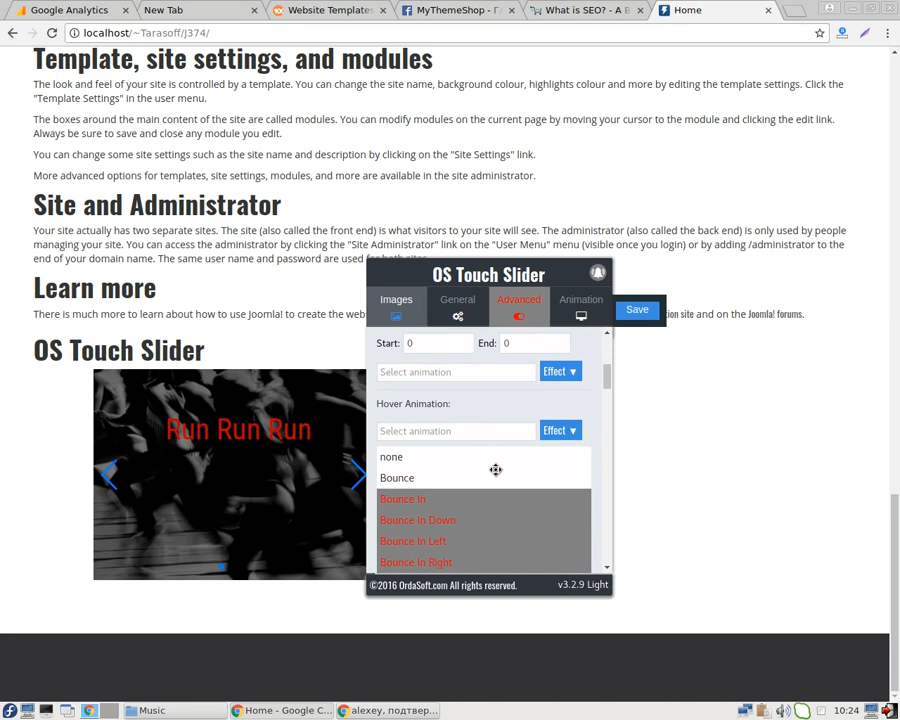 Google Analytics
New Tab
Website Templates
MyThemeShop - Г
What is SEO? - A B
Home
localhost/~Tarasoff/J374/
Template, site settings, and modules
The look and feel of your site is controlled by a template. You can change the site name, background colour, highlights colour and more by editing the template settings. Click the
"Template Settings" in the user menu.
The boxes around the main content of the site are called modules. You can modify modules on the current page by moving your cursor to the module and clicking the edit link.
Always be sure to save and close any module you edit.
You can change some site settings such as the site name and description by clicking on the "Site Settings" link.
More advanced options for templates, site settings, modules, and more are available in the site administrator.
Site and Administrator
Your site actually has two separate sites. The site (also called the front end) is what visitors to your site will see. The administrator (also called the back end) is only used by people
managing your site. You can access the administrator by clicking the "Site Administrator" link on the "User Menu" menu (visible once you login) or by adding /administrator to the
end of your domain name. The same user name and password are used for both sites.
Learn more
There is much more to learn about how to use Joomla! to create the web
ion site and on the Joomla! forums.
OS Touch Slider
Run Run Run
OS Touch Slider
Images
General
Advanced
Animation
Save
Start: 0 End: 0
Select animation Effect ▼
Hover Animation:
Select animation Effect ▼
none
Bounce
Bounce In
Bounce In Down
Bounce In Left
Bounce In Right
©2016 OrdaSoft.com All rights reserved. v3.2.9 Light
Music
Home - Google C...
alexey, подтвер...
10:24